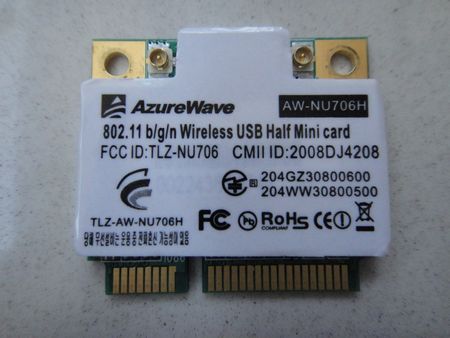 AzureWave
AW-NU706H
802.11 b/g/n Wireless USB Half Mini card
FCC ID:TLZ-NU706 CMII ID:2008DJ4208
204GZ30800600
204WW30800500
TLZ-AW-NU706H
FC RoHS CE
COMPLIANT